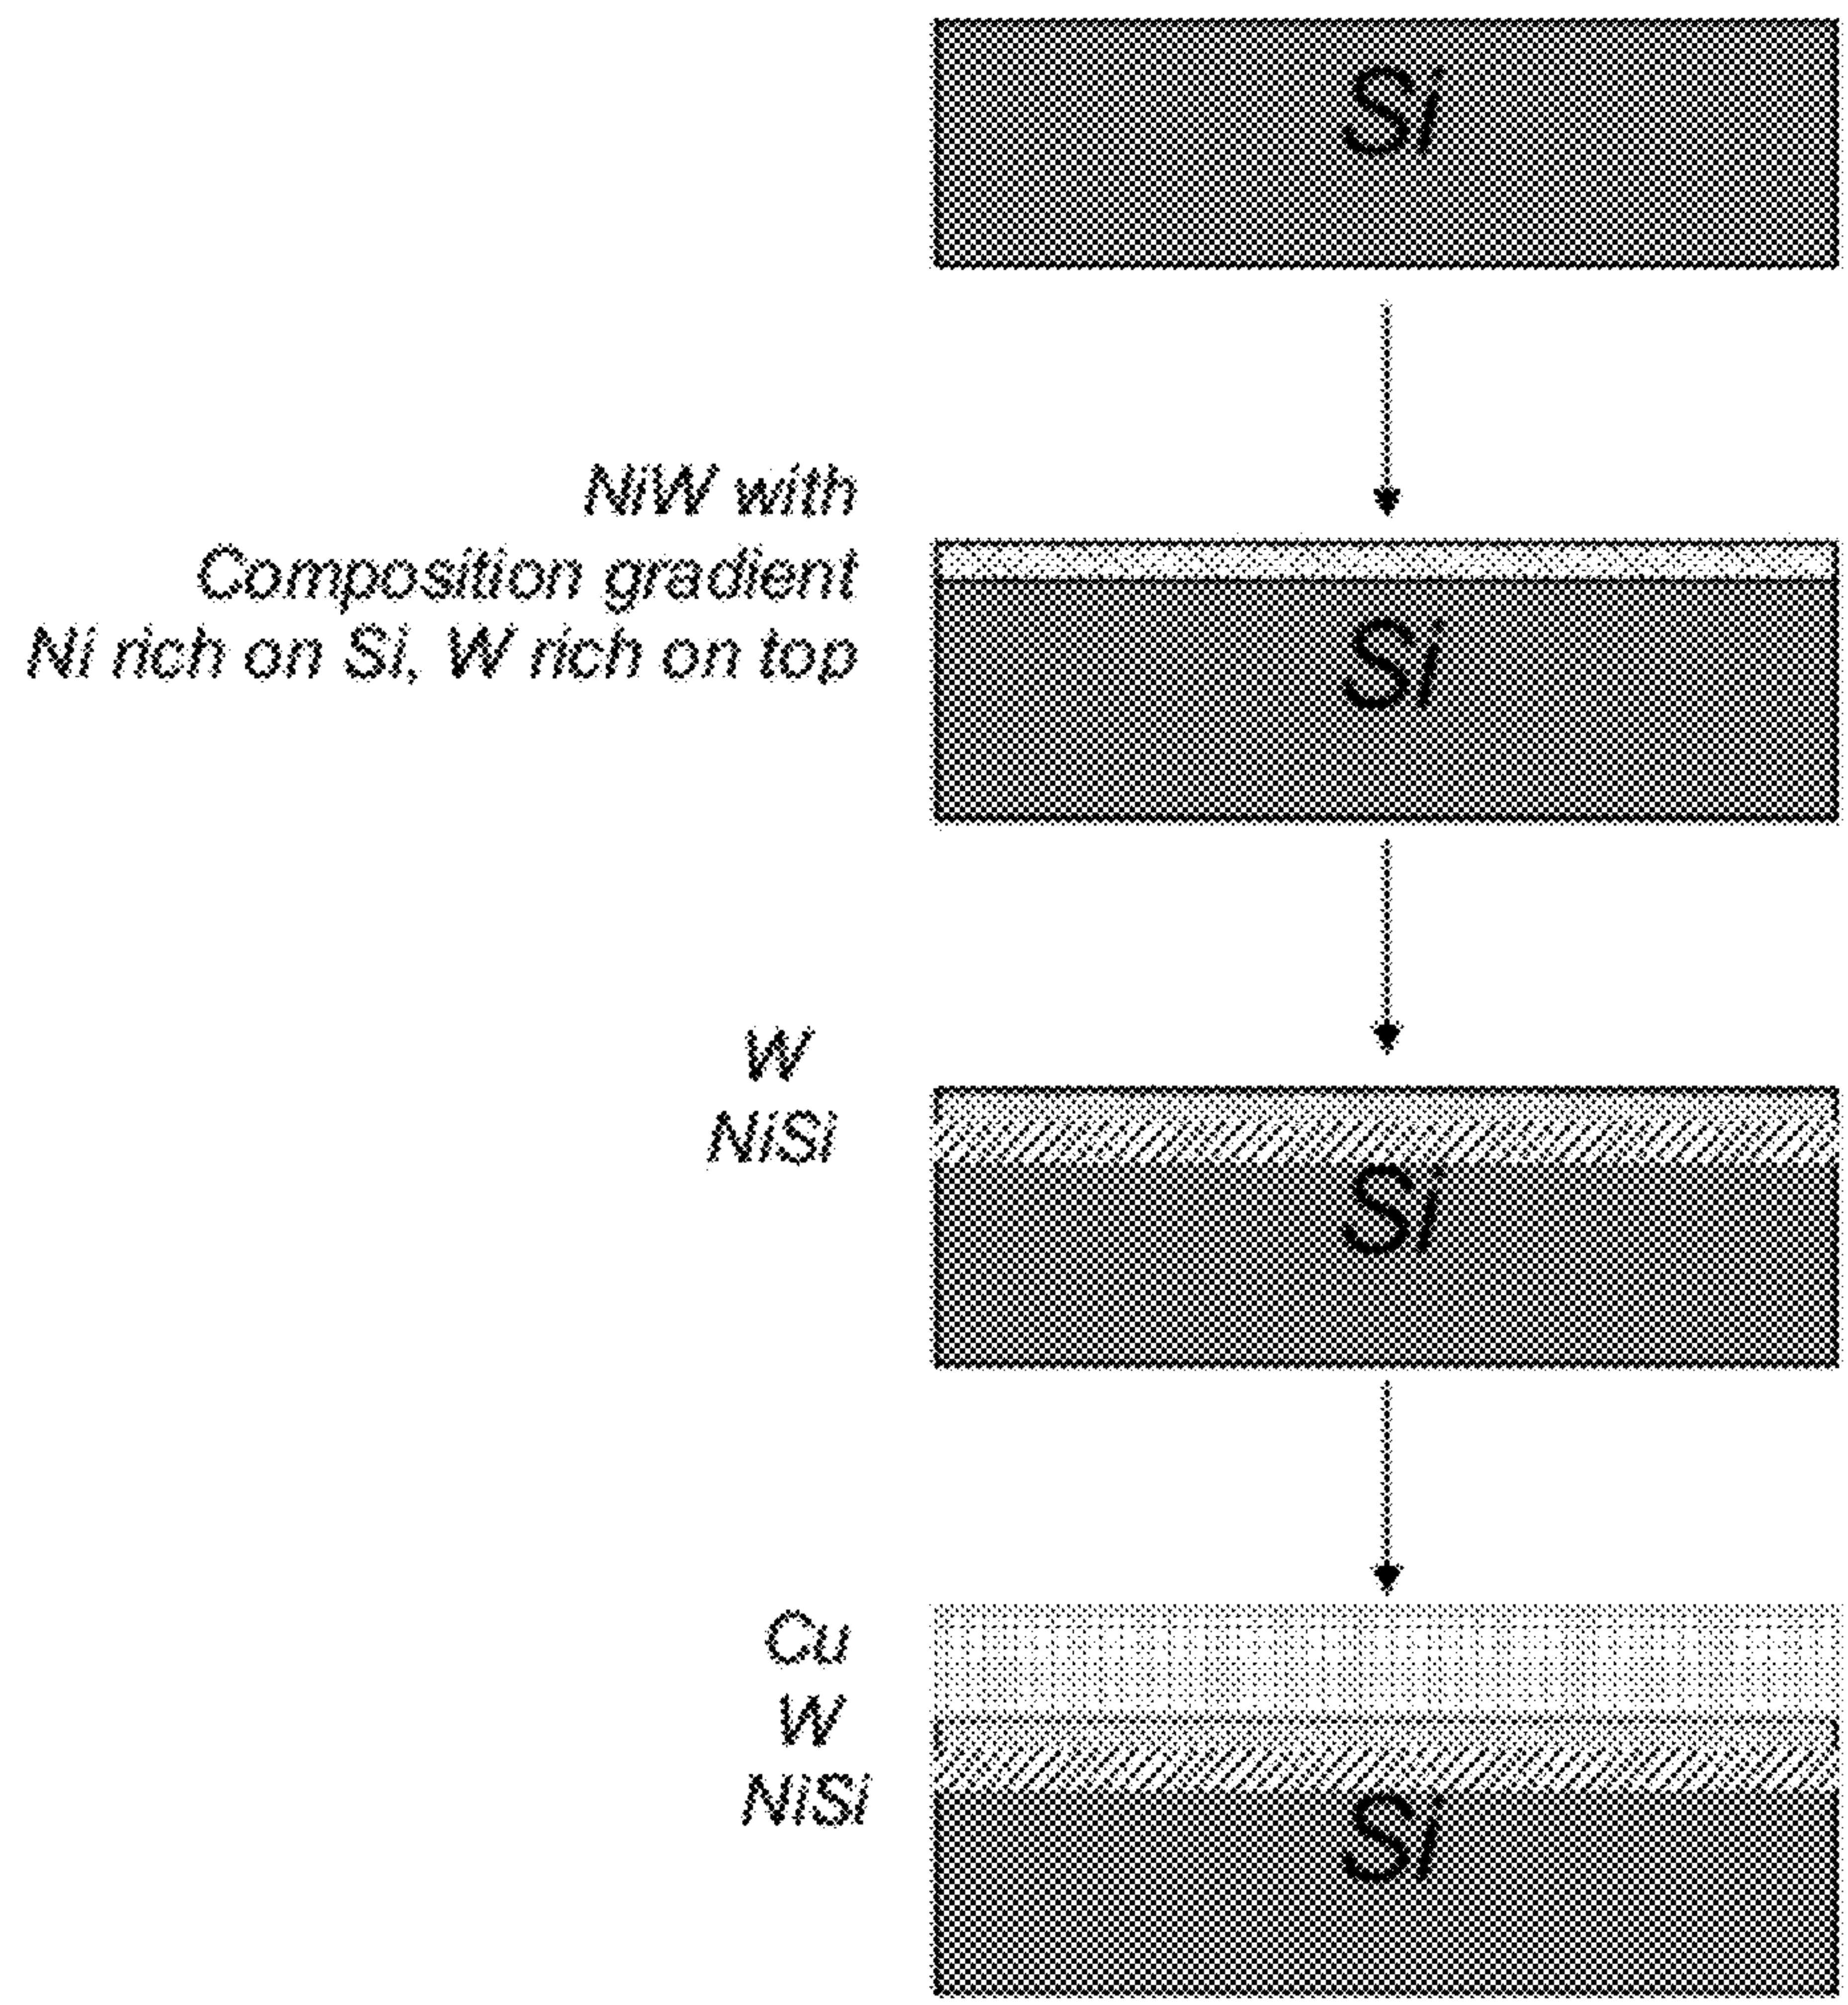 Si
NiW with
Composition gradient
Ni rich on Si, W rich on top
Si
W
NiSi
Si
Cu
W
NiSi
Si